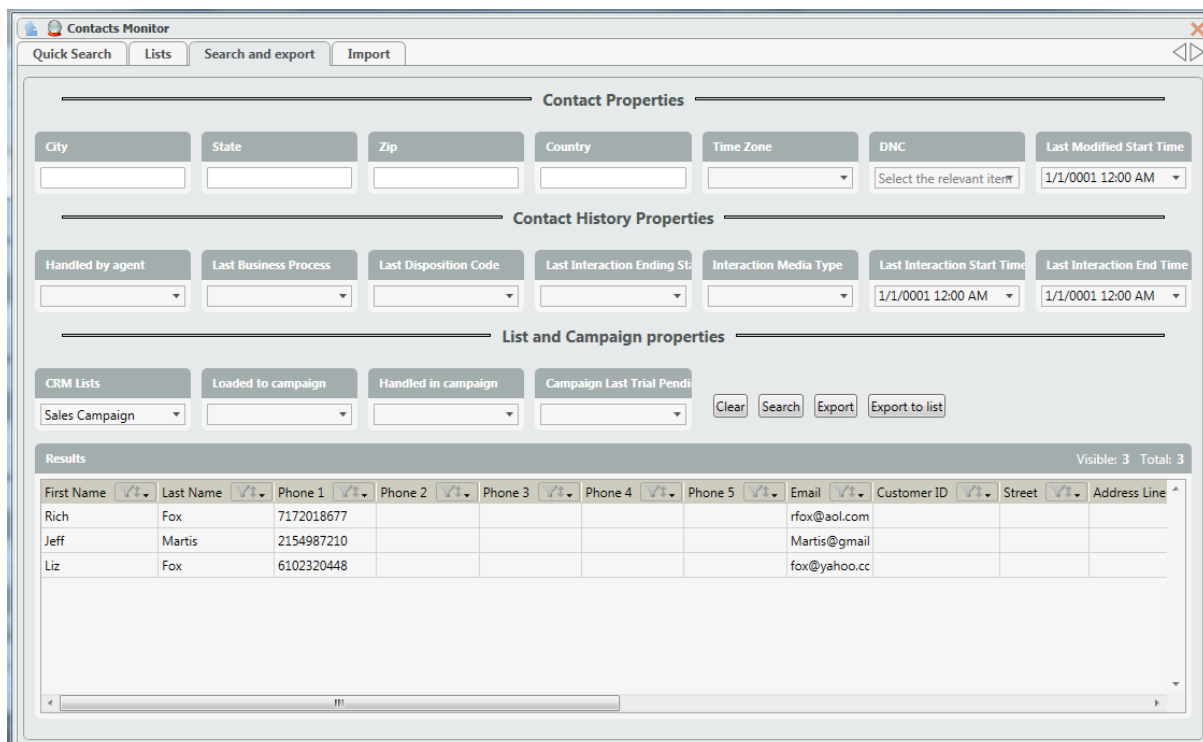 Contacts Monitor
Quick Search Lists Search and export Import
Contact Properties
City State Zip Country Time Zone DNC Last Modified Start Time
Select the relevant item 1/1/0001 12:00 AM
Contact History Properties
Handled by agent Last Business Process Last Disposition Code Last Interaction Ending Sta Interaction Media Type Last Interaction Start Time Last Interaction End Time
1/1/0001 12:00 AM 1/1/0001 12:00 AM
List and Campaign properties
CRM Lists Loaded to campaign Handled in campaign Campaign Last Trial Pendi
Sales Campaign Clear Search Export Export to list
Results Visible: 3 Total: 3
First Name Last Name Phone 1 Phone 2 Phone 3 Phone 4 Phone 5 Email Customer ID Street Address Line
Rich Fox 7172018677 rfox@aol.com
Jeff Martis 2154987210 Martis@gmail
Liz Fox 6102320448 fox@yahoo.cc